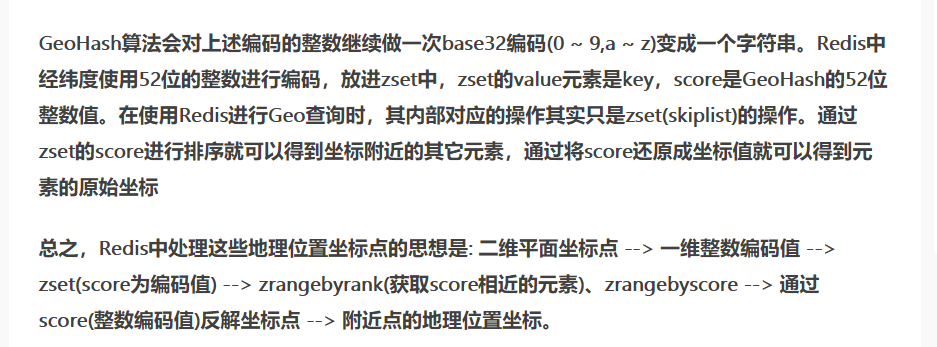 GeoHash算法会对上述编码的整数继续做一次base32编码(0 ~ 9,a ~ z)变成一个字符串。Redis中
经纬度使用52位的整数进行编码，放进zset中，zset的value元素是key，score是GeoHash的52位
整数值。在使用Redis进行Geo查询时，其内部对应的操作其实只是zset(skiplist)的操作。通过
zset的score进行排序就可以得到坐标附近的其它元素，通过将score还原成坐标值就可以得到元
素的原始坐标
总之，Redis中处理这些地理位置坐标点的思想是: 二维平面坐标点 --> 一维整数编码值 -->
zset(score为编码值) --> zrangebyrank(获取score相近的元素)、zrangebyscore --> 通过
score(整数编码值)反解坐标点 --> 附近点的地理位置坐标。